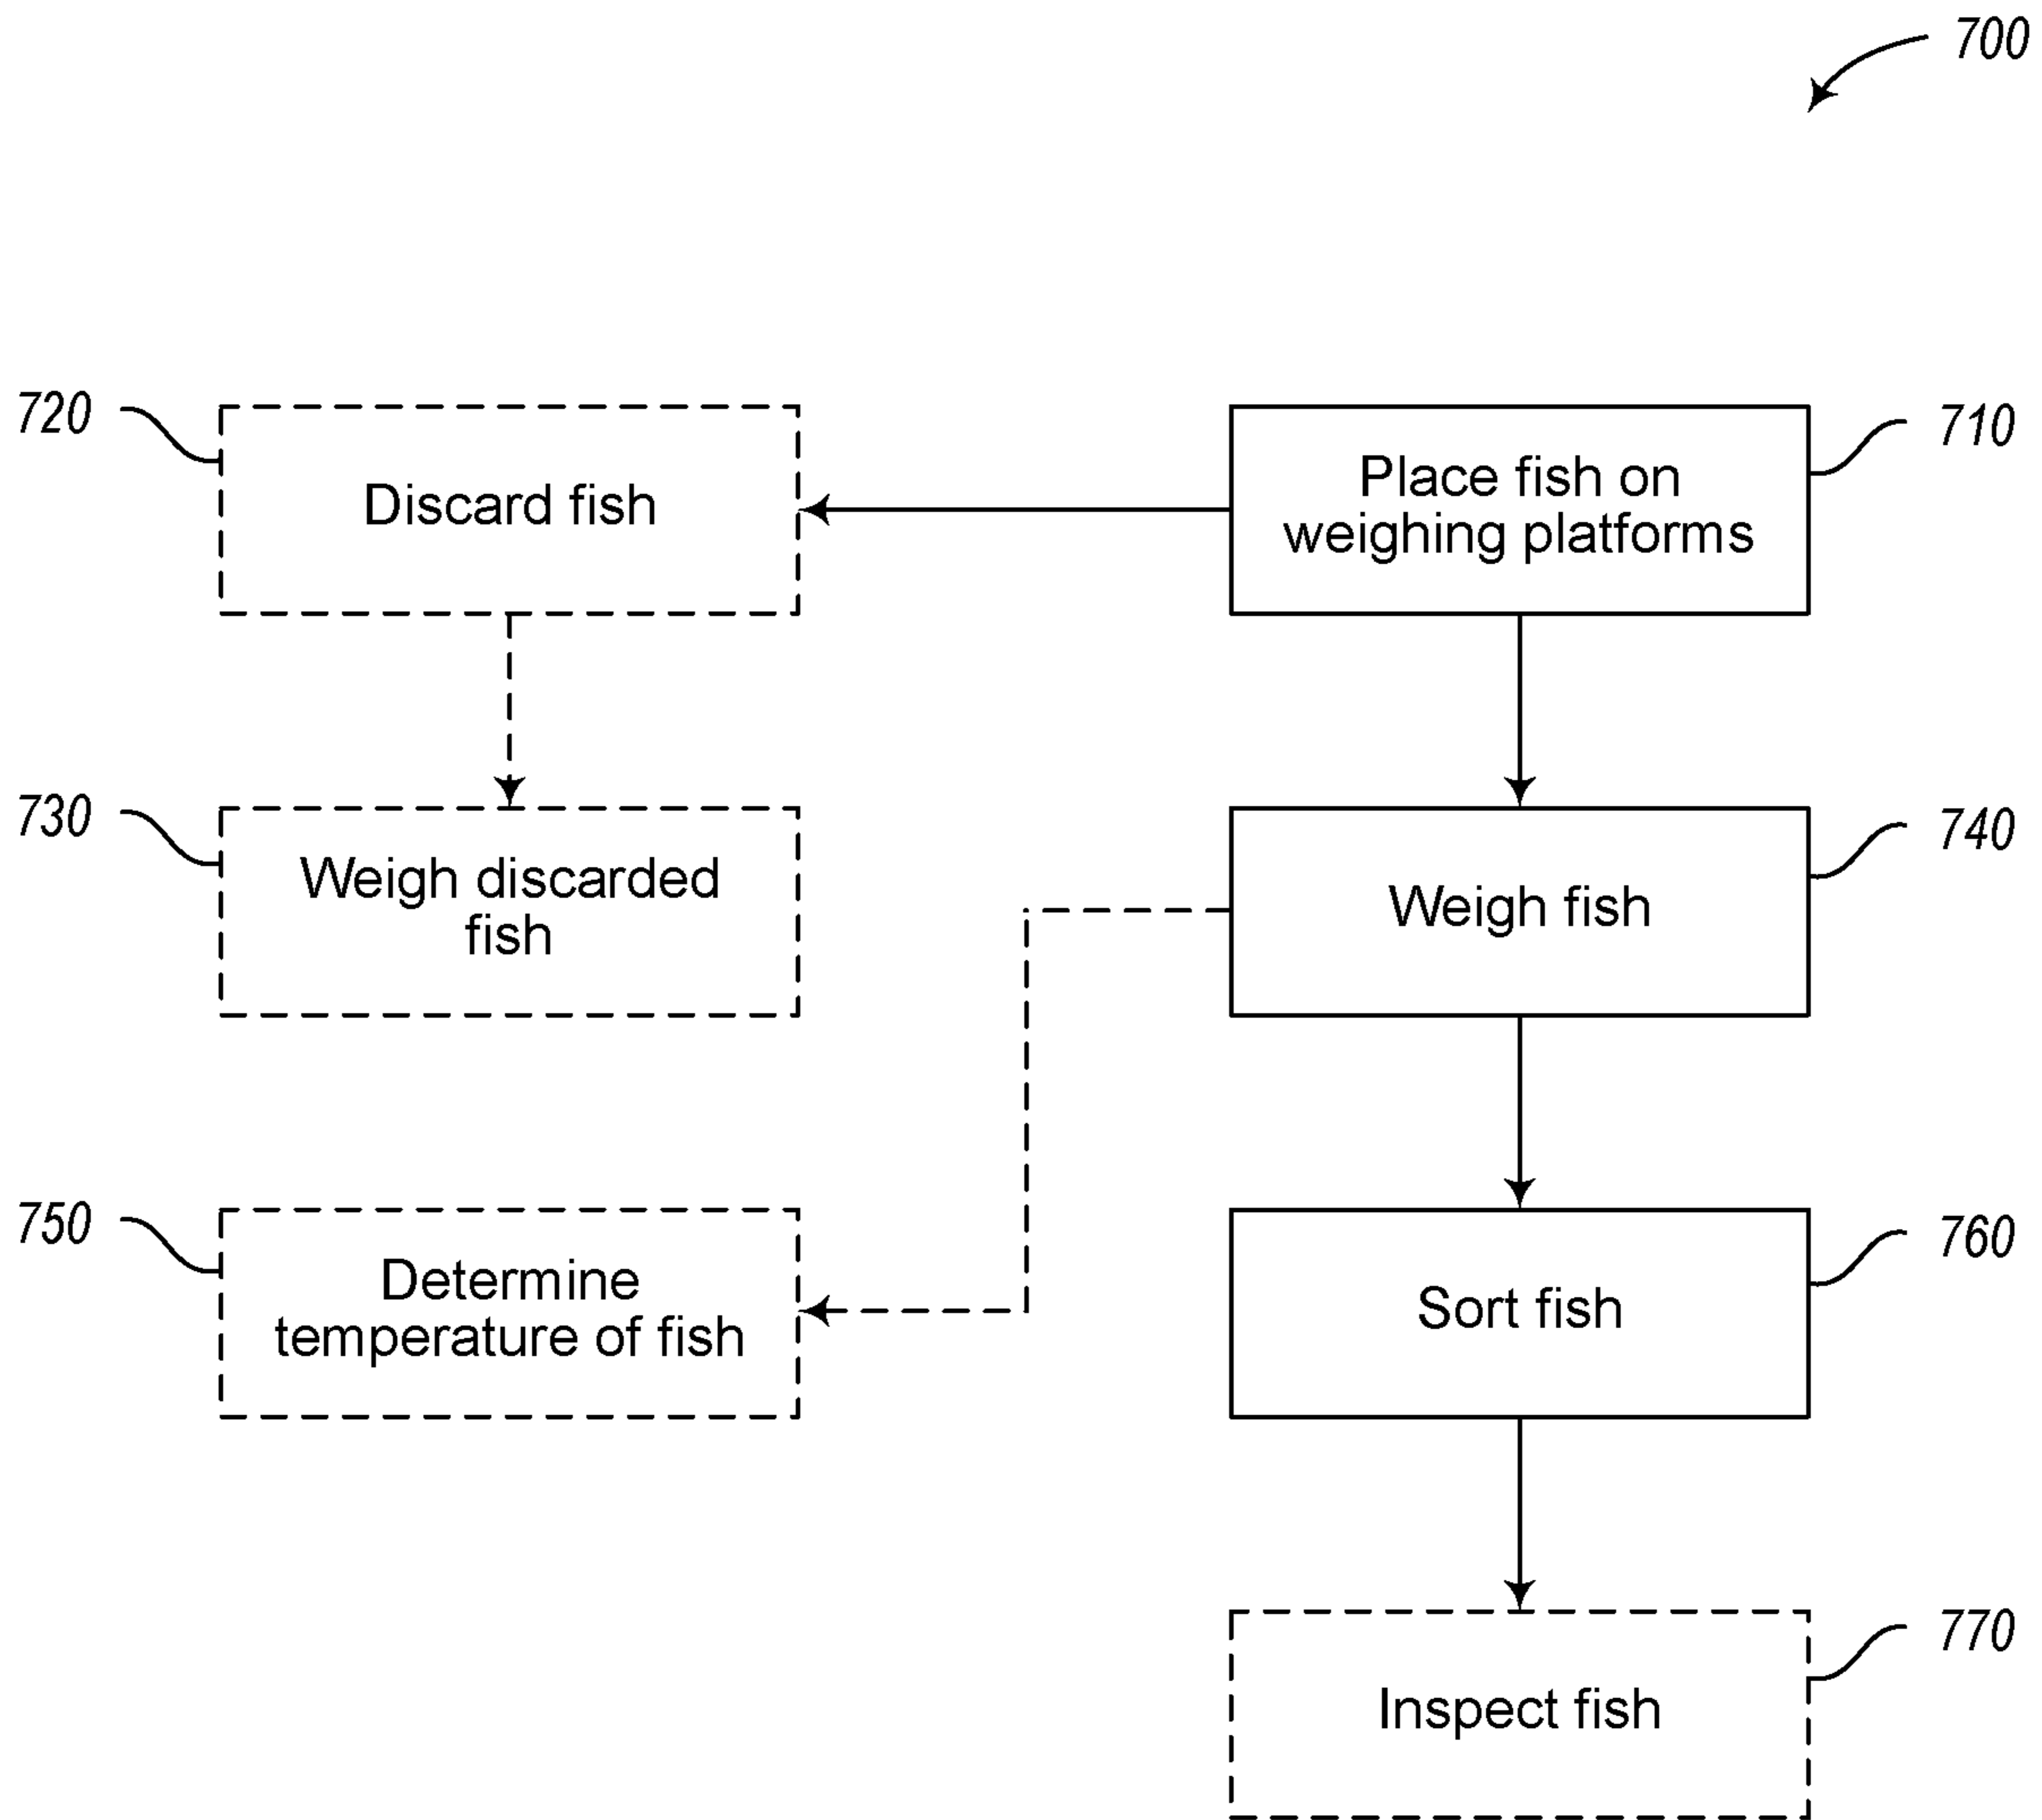 700
720
Discard fish
Place fish on
weighing platforms
710
730
Weigh discarded
fish
Weigh fish
740
750
Determine
temperature of fish
Sort fish
760
Inspect fish
770